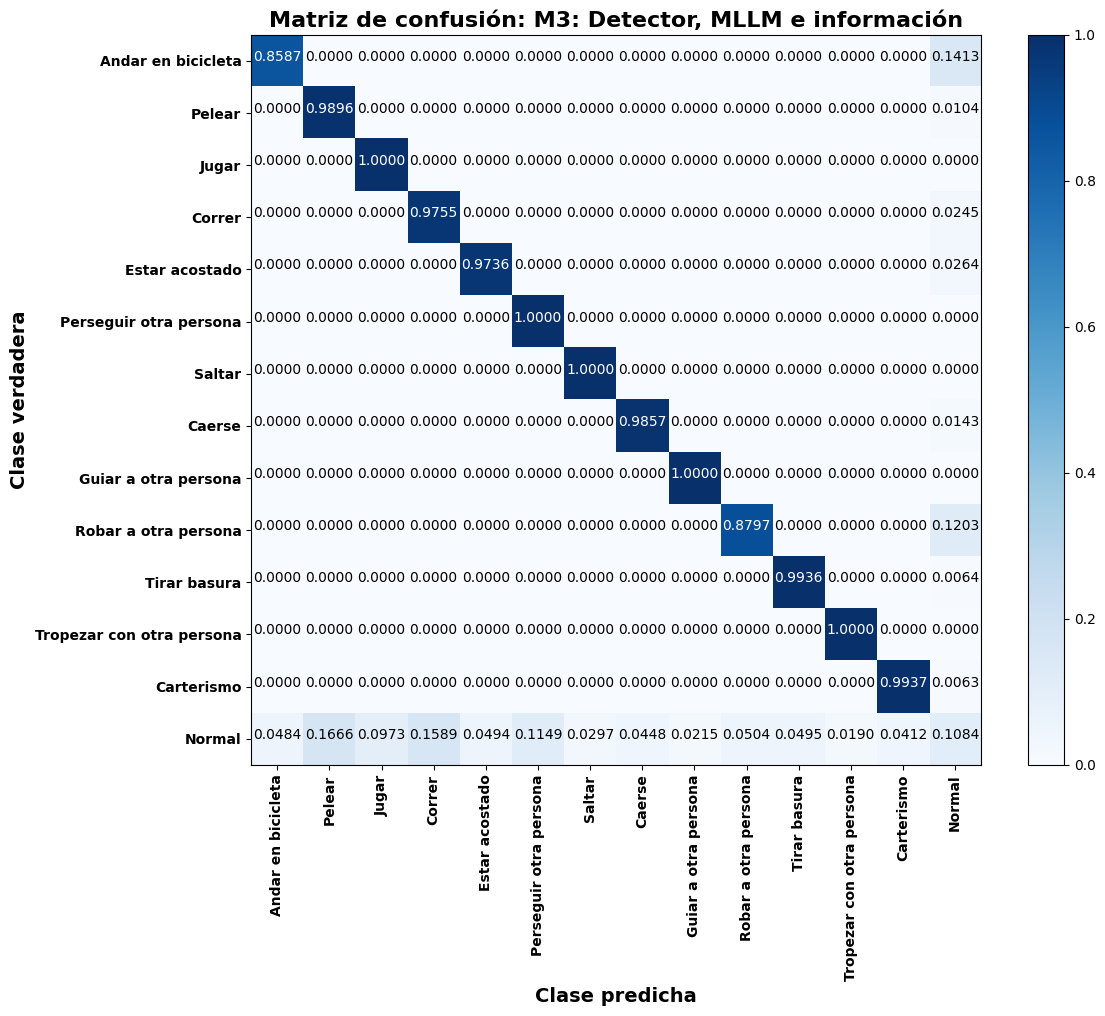 Matriz de confusión: M3: Detector, MLLM e información
Andar en bicicleta 0.8587 0.0000 0.0000 0.0000 0.0000 0.0000 0.0000 0.0000 0.0000 0.0000 0.0000 0.0000 0.0000 0.1413
Pelear 0.0000 0.9896 0.0000 0.0000 0.0000 0.0000 0.0000 0.0000 0.0000 0.0000 0.0000 0.0000 0.0000 0.0104
Jugar 0.0000 0.0000 1.0000 0.0000 0.0000 0.0000 0.0000 0.0000 0.0000 0.0000 0.0000 0.0000 0.0000 0.0000
Correr 0.0000 0.0000 0.0000 0.9755 0.0000 0.0000 0.0000 0.0000 0.0000 0.0000 0.0000 0.0000 0.0000 0.0245
Estar acostado 0.0000 0.0000 0.0000 0.0000 0.9736 0.0000 0.0000 0.0000 0.0000 0.0000 0.0000 0.0000 0.0000 0.0264
Perseguir otra persona 0.0000 0.0000 0.0000 0.0000 0.0000 1.0000 0.0000 0.0000 0.0000 0.0000 0.0000 0.0000 0.0000 0.0000
Saltar 0.0000 0.0000 0.0000 0.0000 0.0000 0.0000 1.0000 0.0000 0.0000 0.0000 0.0000 0.0000 0.0000 0.0000
Caerse 0.0000 0.0000 0.0000 0.0000 0.0000 0.0000 0.0000 0.9857 0.0000 0.0000 0.0000 0.0000 0.0000 0.0143
Guiar a otra persona 0.0000 0.0000 0.0000 0.0000 0.0000 0.0000 0.0000 0.0000 1.0000 0.0000 0.0000 0.0000 0.0000 0.0000
Robar a otra persona 0.0000 0.0000 0.0000 0.0000 0.0000 0.0000 0.0000 0.0000 0.0000 0.8797 0.0000 0.0000 0.0000 0.1203
Tirar basura 0.0000 0.0000 0.0000 0.0000 0.0000 0.0000 0.0000 0.0000 0.0000 0.0000 0.9936 0.0000 0.0000 0.0064
Tropezar con otra persona 0.0000 0.0000 0.0000 0.0000 0.0000 0.0000 0.0000 0.0000 0.0000 0.0000 0.0000 1.0000 0.0000 0.0000
Carterismo 0.0000 0.0000 0.0000 0.0000 0.0000 0.0000 0.0000 0.0000 0.0000 0.0000 0.0000 0.0000 0.9937 0.0063
Normal 0.0484 0.1666 0.0973 0.1589 0.0494 0.1149 0.0297 0.0448 0.0215 0.0504 0.0495 0.0190 0.0412 0.1084
Clase verdadera
Andar en bicicleta
Pelear
Jugar
Correr
Estar acostado
Perseguir otra persona
Saltar
Caerse
Guiar a otra persona
Robar a otra persona
Tirar basura
Tropezar con otra persona
Carterismo
Normal
Clase predicha
1.0
0.8
0.6
0.4
0.2
0.0